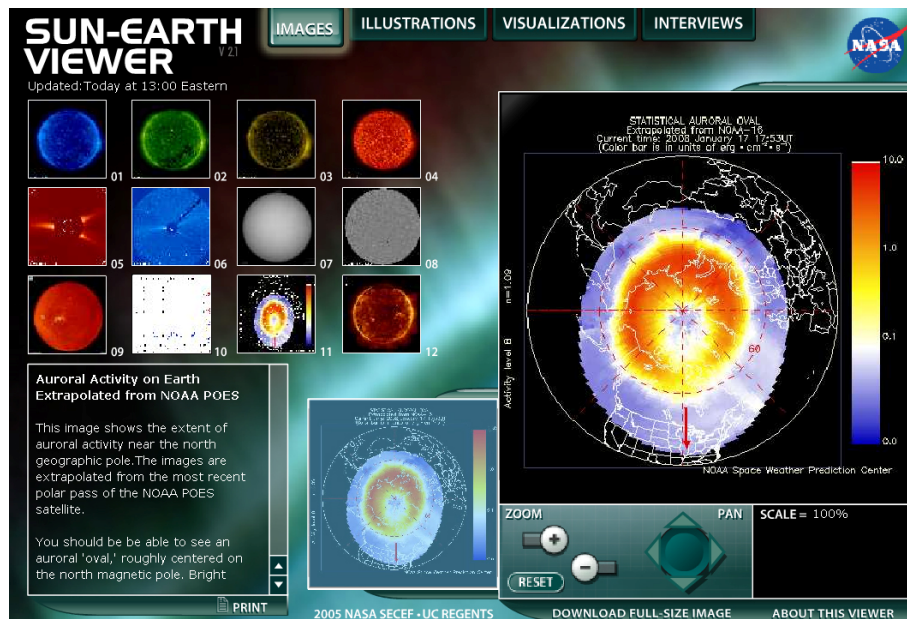 SUN-EARTH
VIEWER
V 2.1
Updated:Today at 13:00 Eastern
IMAGES
ILLUSTRATIONS
VISUALIZATIONS
INTERVIEWS
NASA
01
02
03
04
05
06
07
08
09
10
11
12
Auroral Activity on Earth
Extrapolated from NOAA POES
This image shows the extent of
auroral activity near the north
geographic pole.The images are
extrapolated from the most recent
polar pass of the NOAA POES
satellite.
You should be be able to see an
auroral 'oval,' roughly centered on
the north magnetic pole. Bright
PRINT
STATISTICAL AURORAL OVAL
Extrapolated from NOAA-16
Current time: 2008 January 17 17:53UT
(Color bar is in units of erg·cm⁻²·s⁻¹)
10.0
1.0
0.1
0.0
n=1.09
Activity level 8
60
NOAA Space Weather Prediction Center
ZOOM
PAN
RESET
SCALE = 100%
2005 NASA SECEF • UC REGENTS
DOWNLOAD FULL-SIZE IMAGE
ABOUT THIS VIEWER